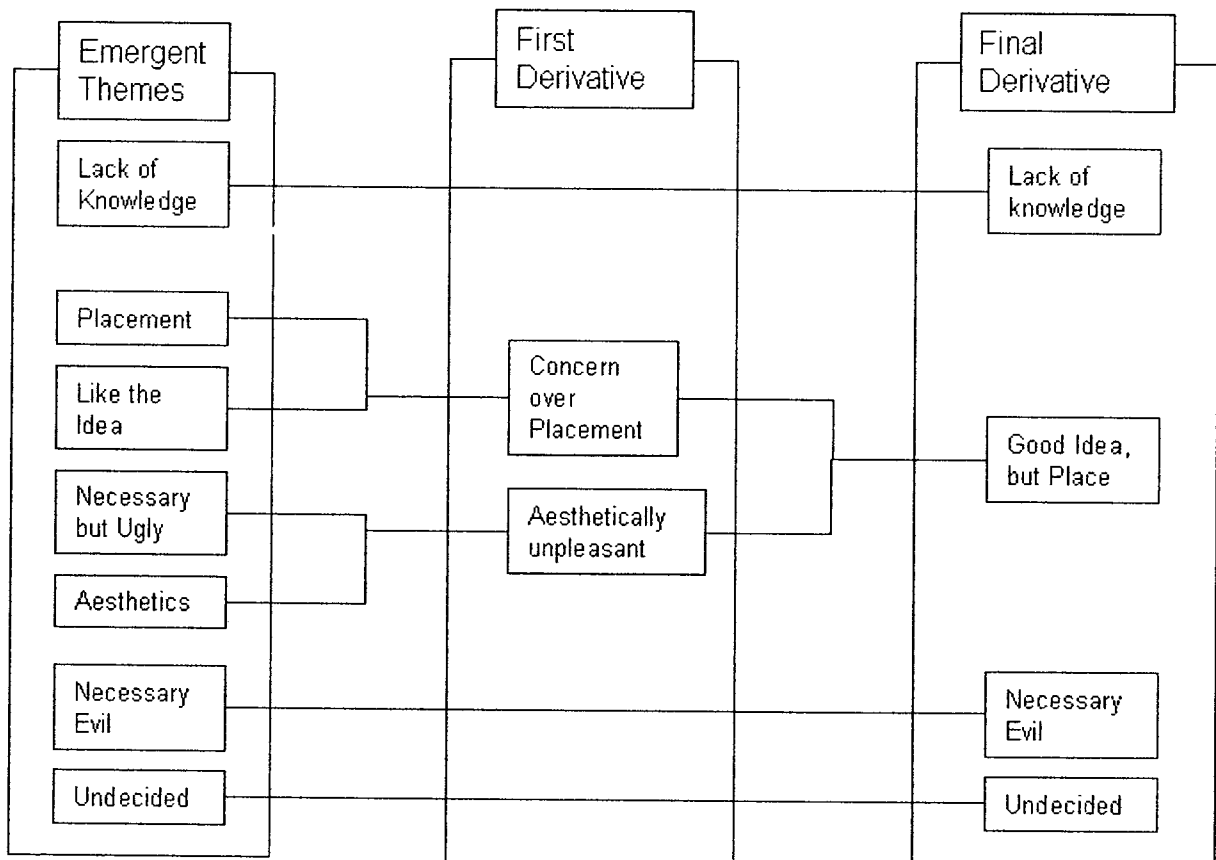 Emergent
Themes
First
Derivative
Final
Derivative
Lack of
Knowledge
Lack of
knowledge
Placement
Like the
Idea
Concern
over
Placement
Good Idea,
but Place
Necessary
but Ugly
Aesthetically
unpleasant
Aesthetics
Necessary
Evil
Necessary
Evil
Undecided
Undecided